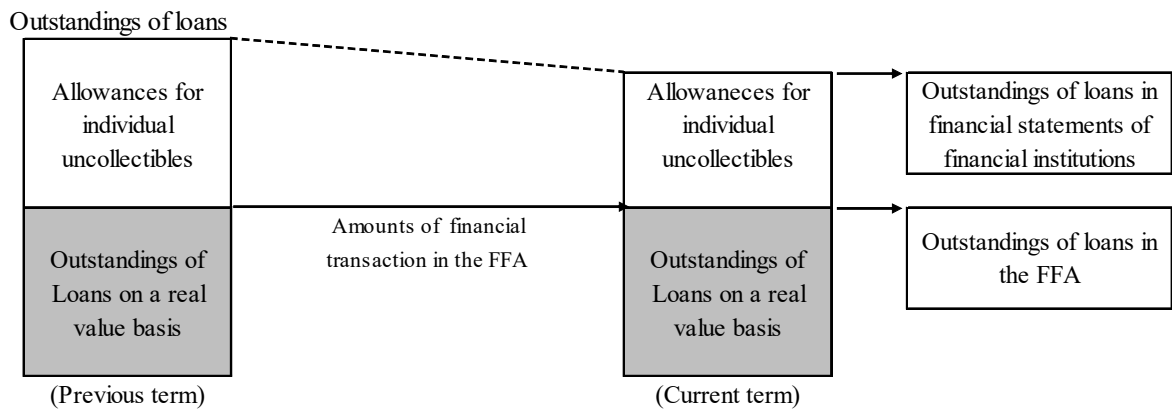 Outstandings of loans
Allowances for
individual
uncollectibles
Outstandings of
Loans on a real
value basis
(Previous term)
Amounts of financial
transaction in the FFA
Allowaneces for
individual
uncollectibles
Outstandings of
Loans on a real
value basis
(Current term)
Outstandings of loans in
financial statements of
financial institutions
Outstandings of loans in
the FFA